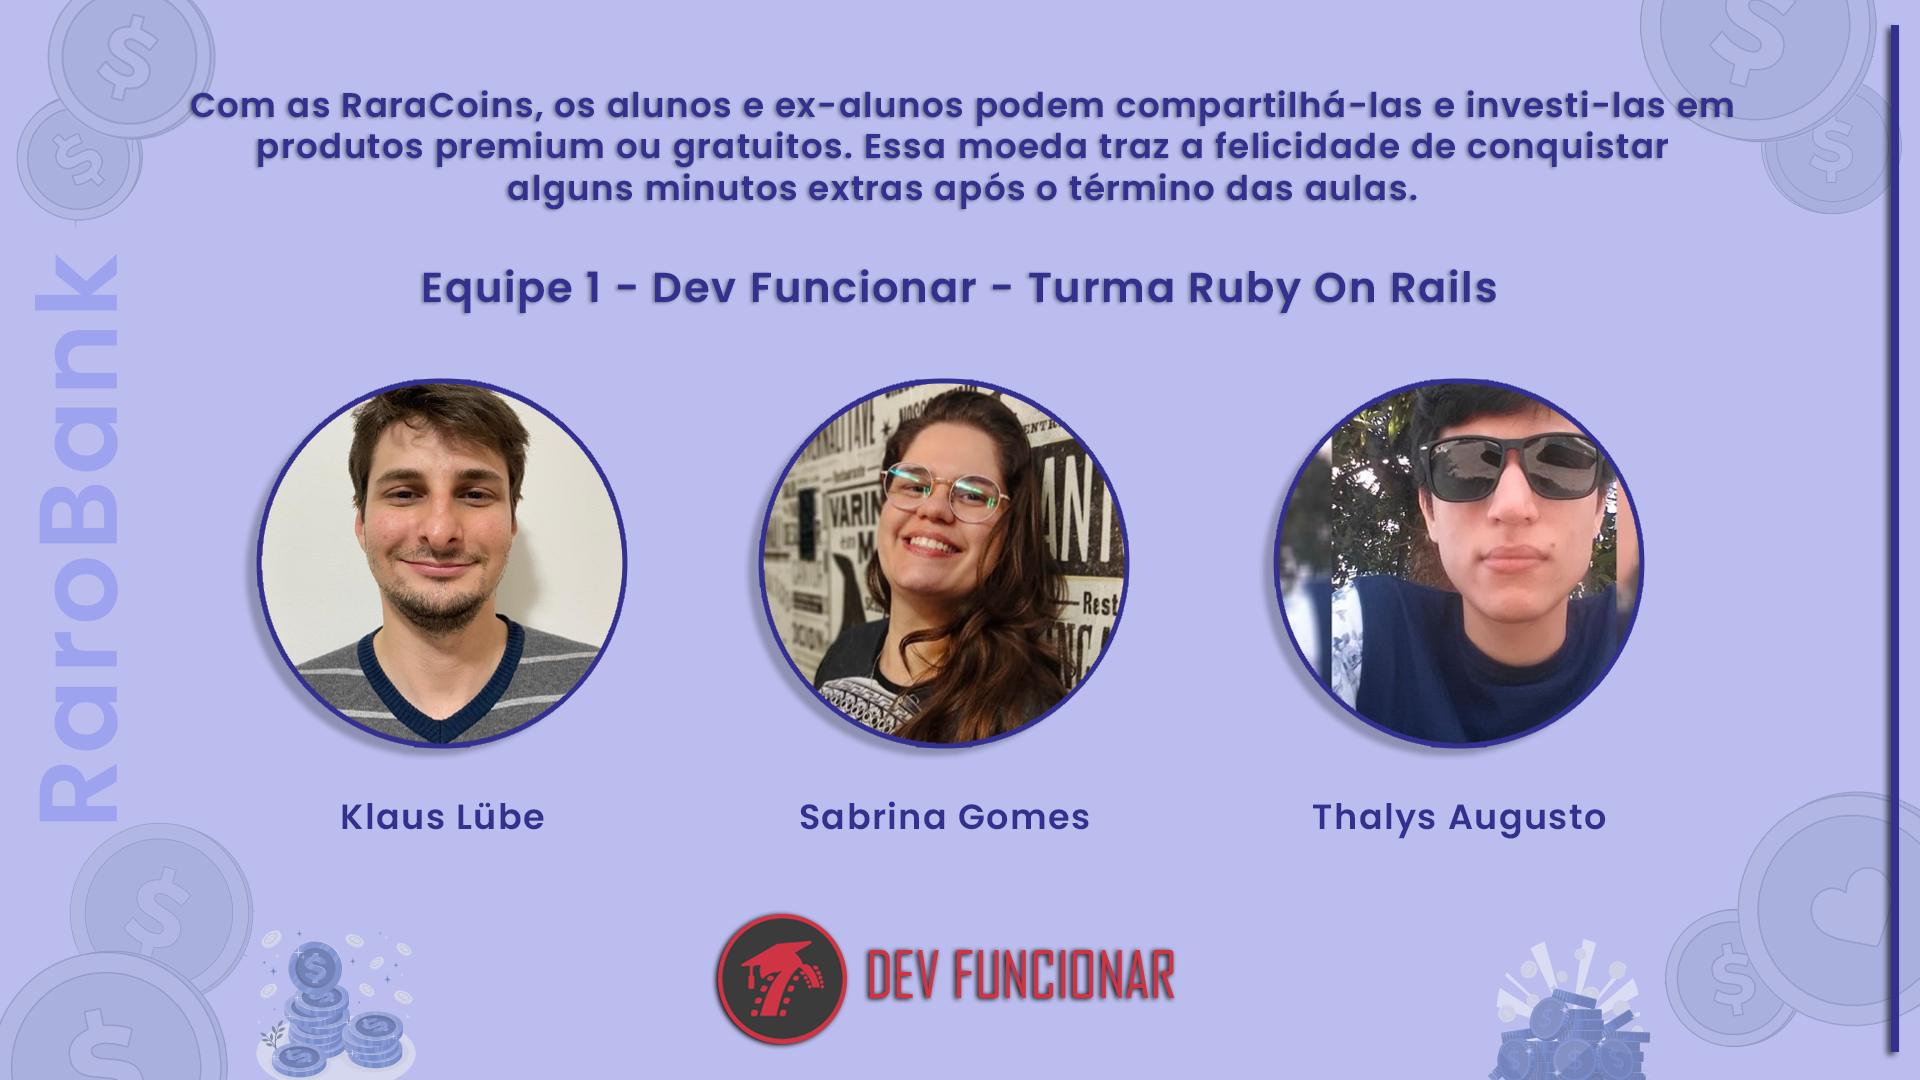 Com as RaraCoins, os alunos e ex-alunos podem compartilhá-las e investi-las em
produtos premium ou gratuitos. Essa moeda traz a felicidade de conquistar
alguns minutos extras após o término das aulas.
Equipe 1 - Dev Funcionar - Turma Ruby On Rails
RaroBank
VARIN
Rest
Klaus Lübe
Sabrina Gomes
Thalys Augusto
DEV FUNCIONAR